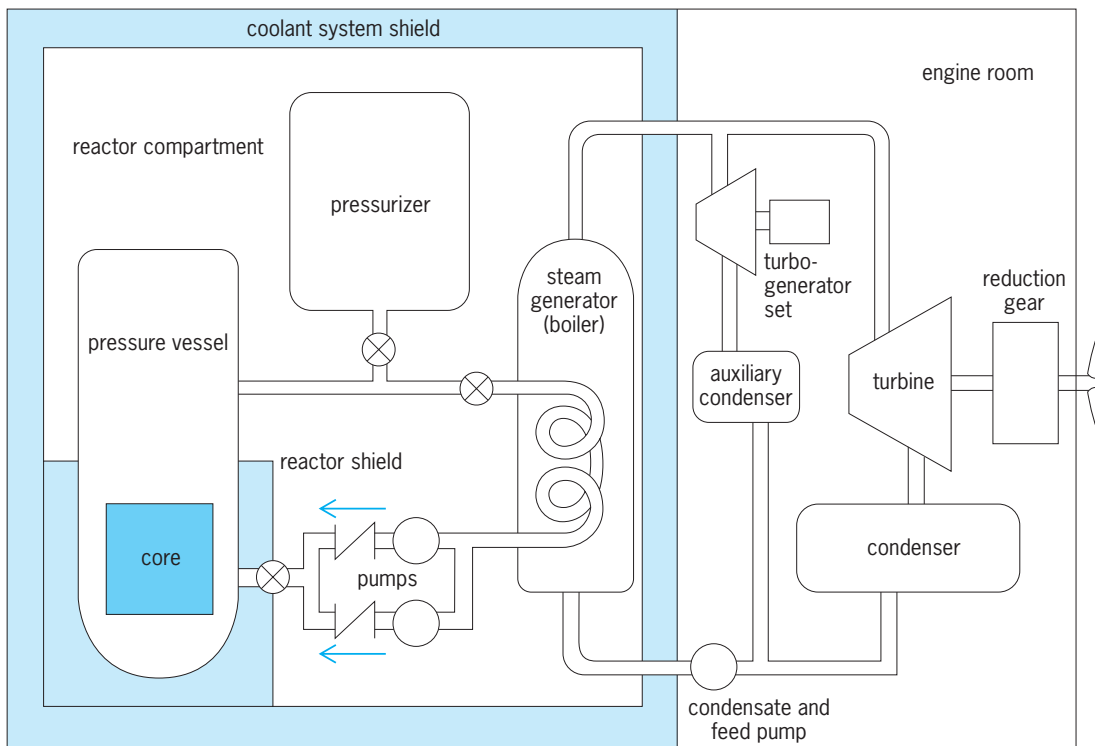 coolant system shield
engine room
reactor compartment
pressurizer
steam
generator
(boiler)
turbo-
generator
set
reduction
gear
pressure vessel
auxiliary
condenser
turbine
reactor shield
core
pumps
condenser
condensate and
feed pump